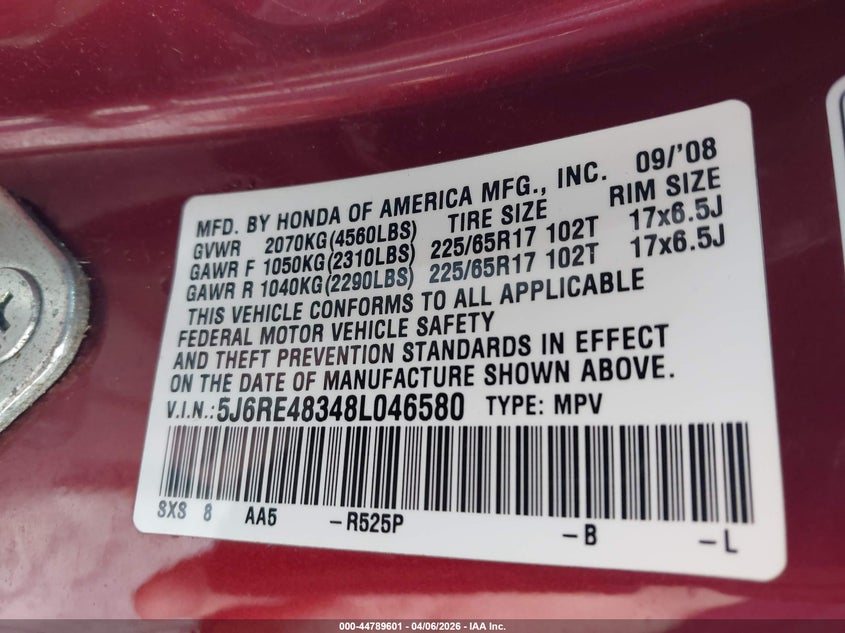 MFD. BY HONDA OF AMERICA MFG., INC. 09/'08
GVWR 2070KG(4560LBS) TIRE SIZE RIM SIZE
GAWR F 1050KG(2310LBS) 225/65R17 102T 17x6.5J
GAWR R 1040KG(2290LBS) 225/65R17 102T 17x6.5J
THIS VEHICLE CONFORMS TO ALL APPLICABLE
FEDERAL MOTOR VEHICLE SAFETY
AND THEFT PREVENTION STANDARDS IN EFFECT
ON THE DATE OF MANUFACTURE SHOWN ABOVE.
V.I.N.:5J6RE48348L046580 TYPE: MPV
SXS 8 AA5 -R525P -B -L
000-44789601 - 04/06/2026 - IAA Inc.